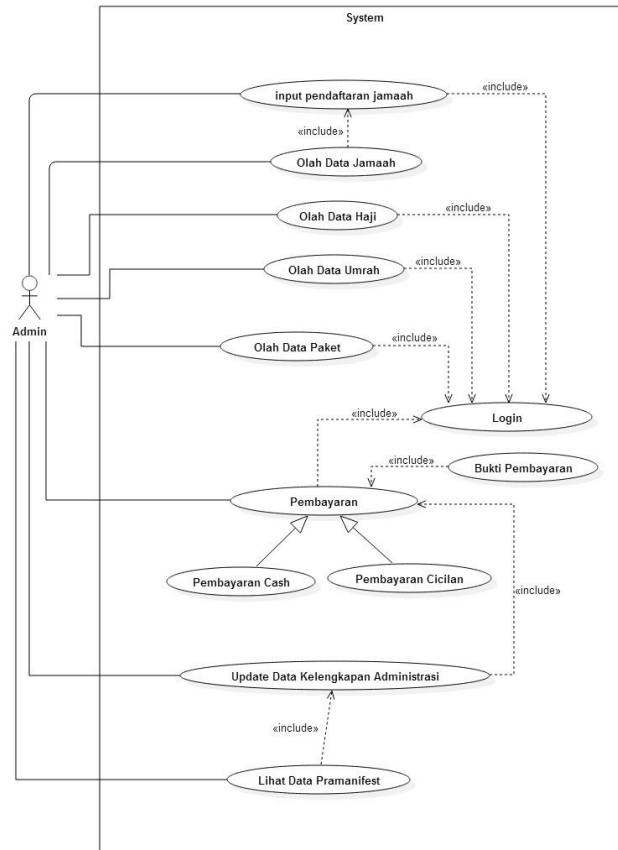 System
input pendaftaran jamaah
«include»
«include»
Olah Data Jamaah
Olah Data Haji
«include»
Olah Data Umrah
«include»
Admin
Olah Data Paket
«include»
Login
«include»
Bukti Pembayaran
«include»
Pembayaran
Pembayaran Cash
Pembayaran Cicilan
«include»
Update Data Kelengkapan Administrasi
«include»
Lihat Data Pramanifest